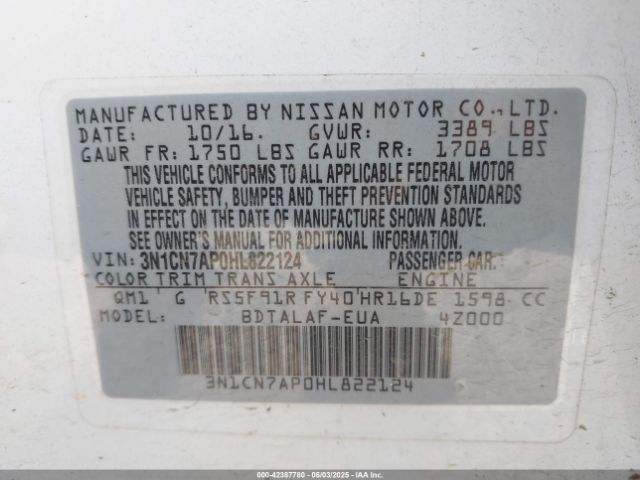 MANUFACTURED BY NISSAN MOTOR CO., LTD.
DATE: 10/16. GVWR: 3389 LBS
GAWR FR: 1750 LBS GAWR RR: 1708 LBS
THIS VEHICLE CONFORMS TO ALL APPLICABLE FEDERAL MOTOR
VEHICLE SAFETY, BUMPER AND THEFT PREVENTION STANDARDS
IN EFFECT ON THE DATE OF MANUFACTURE SHOWN ABOVE.
SEE OWNER'S MANUAL FOR ADDITIONAL INFORMATION.
VIN: 3N1CN7AP0HL822124 PASSENGER CAR
COLOR TRIM TRANS AXLE ENGINE
QM1 G RS5F91R FY40 HR16DE 1598 CC
MODEL: BDTALAF-EUA 4Z000
3N1CN7AP0HL822124
000-42387780 - 06/03/2025 - IAAI.COM